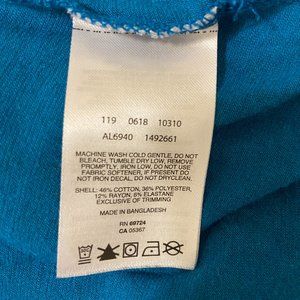 119 0618 10310
AL6940 1492661
MACHINE WASH COLD GENTLE, DO NOT
BLEACH, TUMBLE DRY LOW, REMOVE
PROMPTLY, IRON LOW, DO NOT USE
FABRIC SOFTENER, IF POSSIBLE DO
NOT IRON DECAL, DO NOT DRYCLEAN.
SHELL: 46% COTTON, 36% POLYESTER,
12% RAYON, 6% ELASTANE
EXCLUSIVE OF TRIMMING
MADE IN BANGLADESH
RN 69724
CA 05367